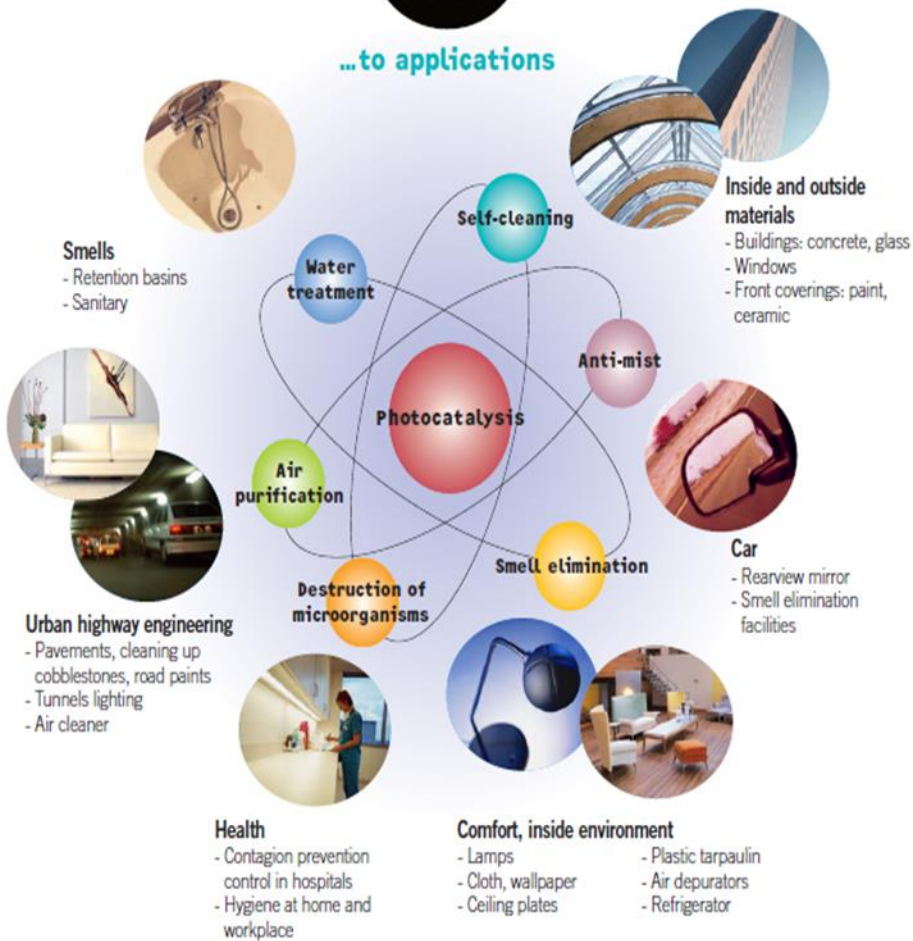 ...to applications
Self-cleaning
Inside and outside
materials
- Buildings: concrete, glass
- Windows
- Front coverings: paint,
ceramic
Smells
- Retention basins
- Sanitary
Water
treatment
Anti-mist
Photocatalysis
Air
purification
Smell elimination
Car
- Rearview mirror
- Smell elimination
facilities
Destruction of
microorganisms
Urban highway engineering
- Pavements, cleaning up
cobblestones, road paints
- Tunnels lighting
- Air cleaner
Health
- Contagion prevention
control in hospitals
- Hygiene at home and
workplace
Comfort, inside environment
- Lamps
- Cloth, wallpaper
- Ceiling plates
- Plastic tarpaulin
- Air depurators
- Refrigerator